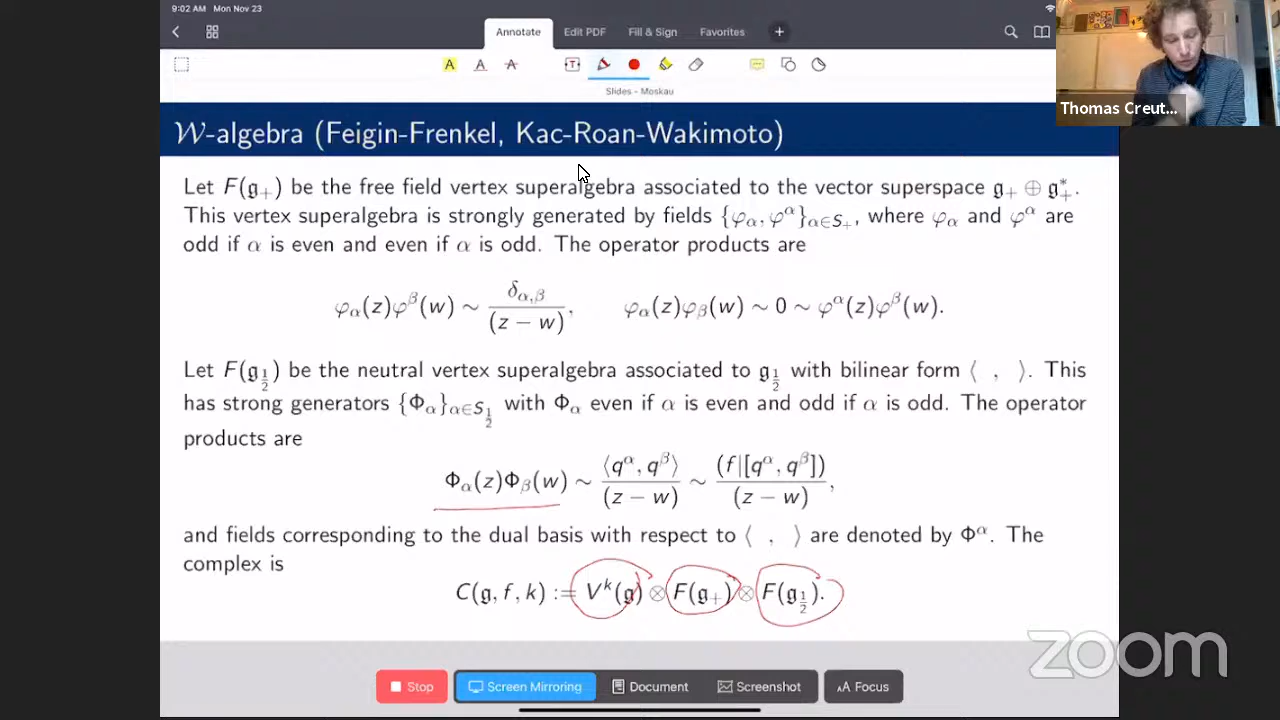 9:02 AM Mon Nov 23
Annotate Edit PDF Fill & Sign Favorites +
A A A T
Slides - Moskau
Thomas Creut...
W-algebra (Feigin-Frenkel, Kac-Roan-Wakimoto)
Let F(𝔤₊) be the free field vertex superalgebra associated to the vector superspace 𝔤₊ ⊕ 𝔤₊*.
This vertex superalgebra is strongly generated by fields {φ_α, φ^α}_{α∈S₊}, where φ_α and φ^α are
odd if α is even and even if α is odd. The operator products are
φ_α(z)φ^β(w) ∼ δ_{α,β}/(z − w), φ_α(z)φ_β(w) ∼ 0 ∼ φ^α(z)φ^β(w).
Let F(𝔤_{1/2}) be the neutral vertex superalgebra associated to 𝔤_{1/2} with bilinear form ⟨ , ⟩. This
has strong generators {Φ_α}_{α∈S_{1/2}} with Φ_α even if α is even and odd if α is odd. The operator
products are
Φ_α(z)Φ_β(w) ∼ ⟨q^α, q^β⟩/(z − w) ∼ (f|[q^α, q^β])/(z − w),
and fields corresponding to the dual basis with respect to ⟨ , ⟩ are denoted by Φ^α. The
complex is
C(𝔤, f, k) := V^k(𝔤) ⊗ F(𝔤₊) ⊗ F(𝔤_{1/2}).
zoom
Stop Screen Mirroring Document Screenshot A Focus